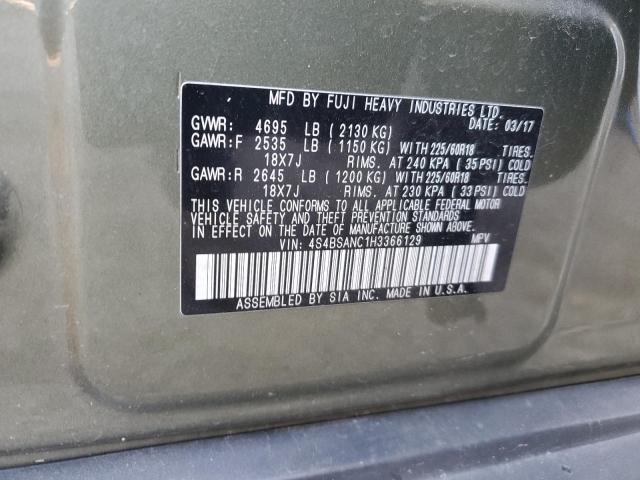 MFD BY FUJI HEAVY INDUSTRIES LTD.
DATE: 03/17
GVWR: 4695 LB ( 2130 KG)
GAWR:F 2535 LB ( 1150 KG) WITH 225/60R18 TIRES.
18X7J RIMS. AT 240 KPA ( 35 PSI) COLD
GAWR:R 2645 LB ( 1200 KG) WITH 225/60R18 TIRES.
18X7J RIMS. AT 230 KPA ( 33 PSI) COLD
THIS VEHICLE CONFORMS TO ALL APPLICABLE FEDERAL MOTOR
VEHICLE SAFETY AND THEFT PREVENTION STANDARDS
IN EFFECT ON THE DATE OF MANUFACTURE SHOWN ABOVE.
VIN: 4S4BSANC1H3366129 MPV
ASSEMBLED BY SIA INC. MADE IN U.S.A.